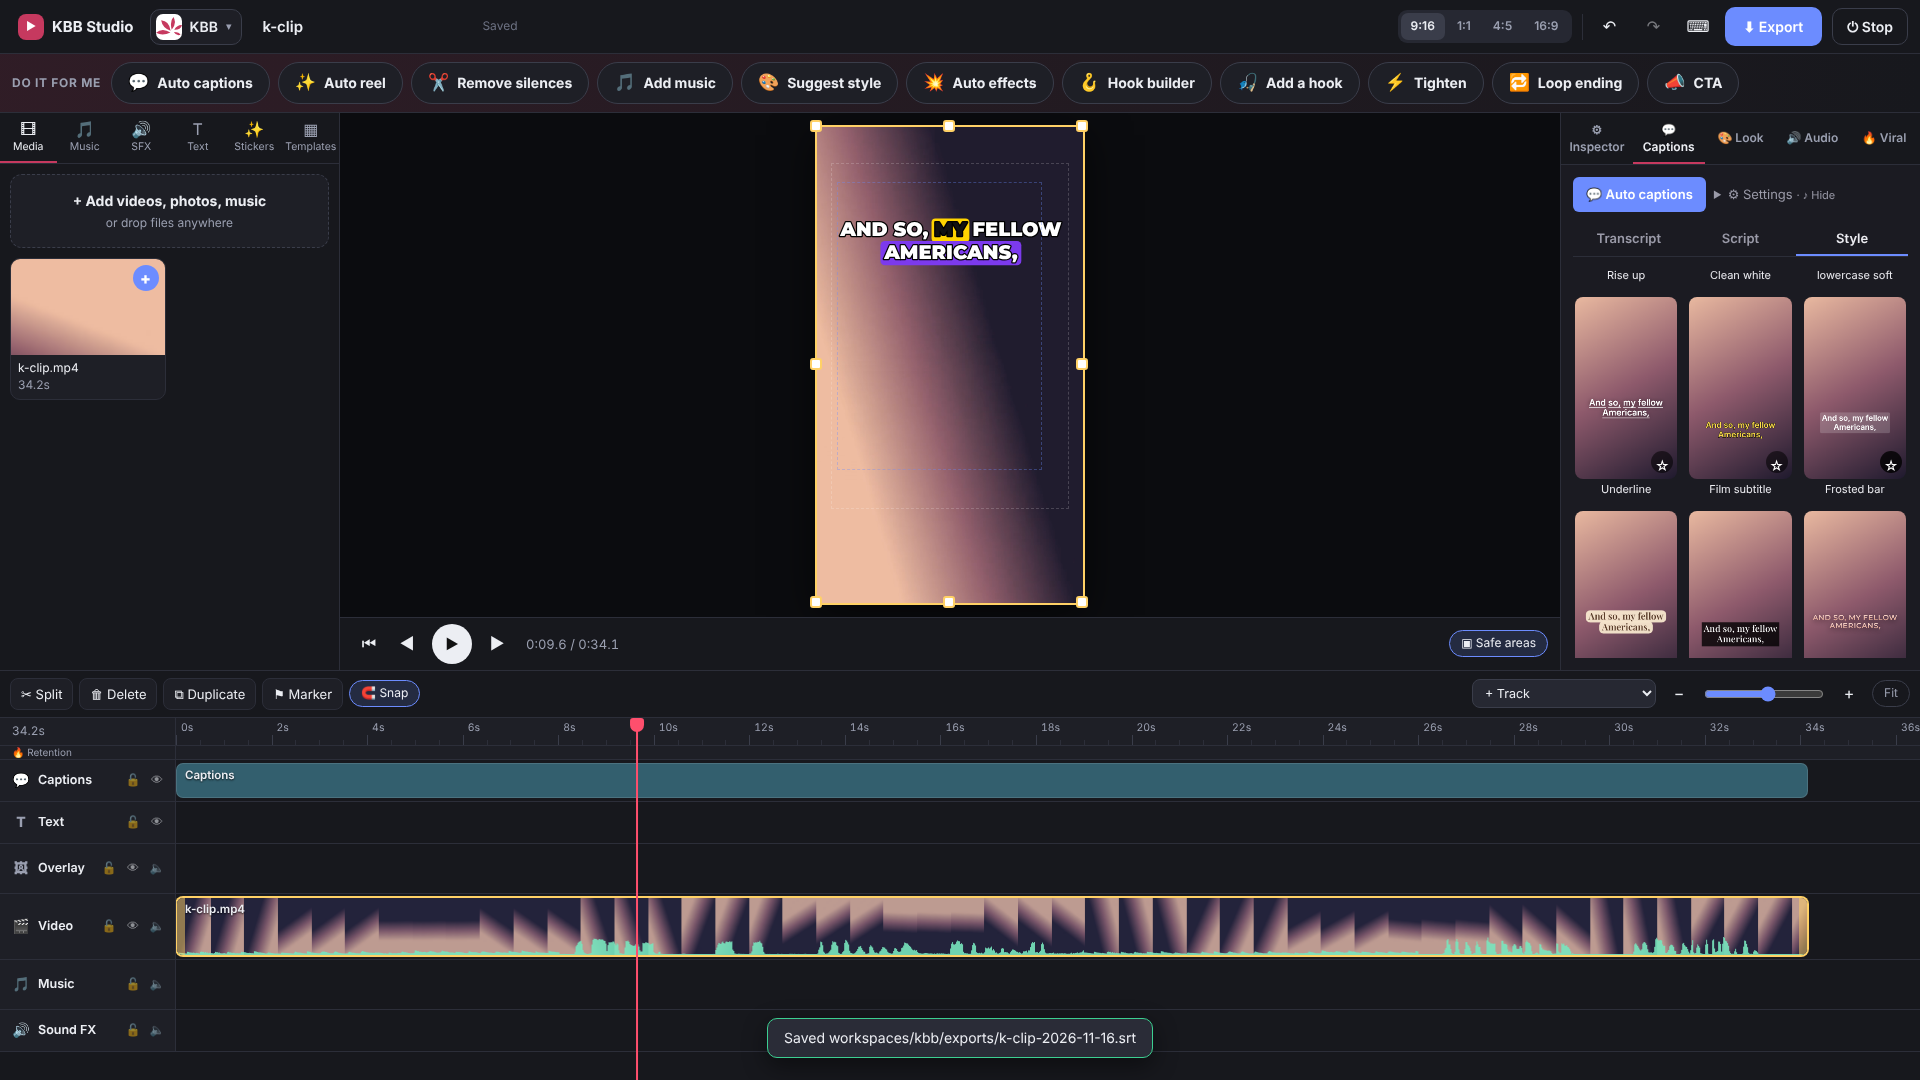 KBB Studio
KBB
k-clip
Saved
9:16 1:1 4:5 16:9
Export
Stop
DO IT FOR ME
Auto captions
Auto reel
Remove silences
Add music
Suggest style
Auto effects
Hook builder
Add a hook
Tighten
Loop ending
CTA
Media
Music
SFX
Text
Stickers
Templates
+ Add videos, photos, music
or drop files anywhere
k-clip.mp4
34.2s
AND SO, MY FELLOW
AMERICANS,
0:09.6 / 0:34.1
Safe areas
Inspector
Captions
Look
Audio
Viral
Auto captions
Settings · ♪ Hide
Transcript
Script
Style
Rise up
Clean white
lowercase soft
And so, my fellow
Americans,
Underline
And so, my fellow
Americans,
Film subtitle
And so, my fellow
Americans,
Frosted bar
And so, my fellow
Americans,
And so, my fellow
Americans,
AND SO, MY FELLOW
AMERICANS,
Split
Delete
Duplicate
Marker
Snap
+ Track
−
+
Fit
34.2s
0s 2s 4s 6s 8s 10s 12s 14s 16s 18s 20s 22s 24s 26s 28s 30s 32s 34s 36s
Retention
Captions
Captions
Text
Overlay
Video
k-clip.mp4
Music
Sound FX
Saved workspaces/kbb/exports/k-clip-2026-11-16.srt